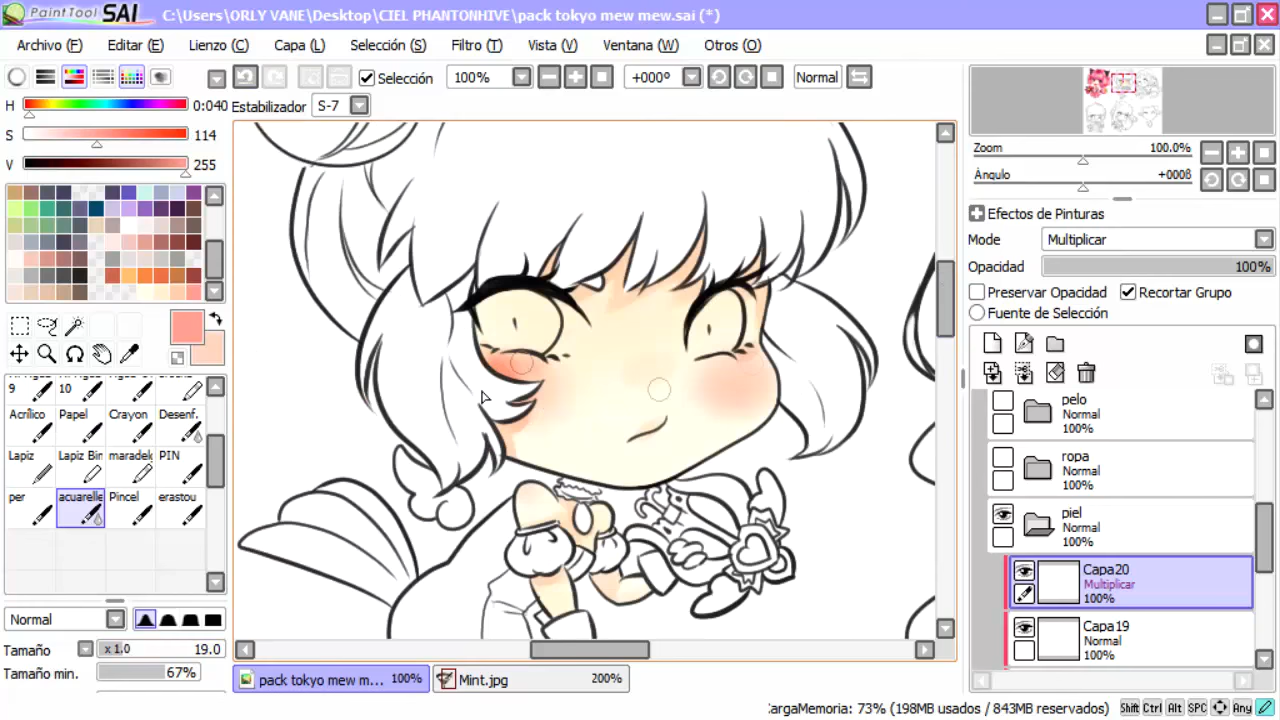 PaintTool SAI C:\Users\ORLY VANE\Desktop\CIEL PHANTONHIVE\pack tokyo mew mew.sai (*)
Archivo (F) Editar (E) Lienzo (C) Capa (L) Selección (S) Filtro (T) Vista (V) Ventana (W) Otros (O)
Selección 100% +000º Normal
H 0:040 Estabilizador S-7
S 114
V 255
Zoom 100.0%
Ángulo +000ß
Efectos de Pinturas
Mode Multiplicar
Opacidad 100%
Preservar Opacidad Recortar Grupo
Fuente de Selección
9 10
Acrílico Papel Crayon Desenf.
Lapiz Lapiz Bin maradek PIN
per acuarelle Pincel erastou
pelo
Normal
100%
ropa
Normal
100%
piel
Normal
100%
Capa20
Multiplicar
100%
Capa19
Normal
100%
Normal
Tamaño x 1.0 19.0
Tamaño min. 67%
pack tokyo mew m... 100% Mint.jpg 200%
CargaMemoria: 73% (198MB usados / 843MB reservados) Shift Ctrl Alt SPC Any